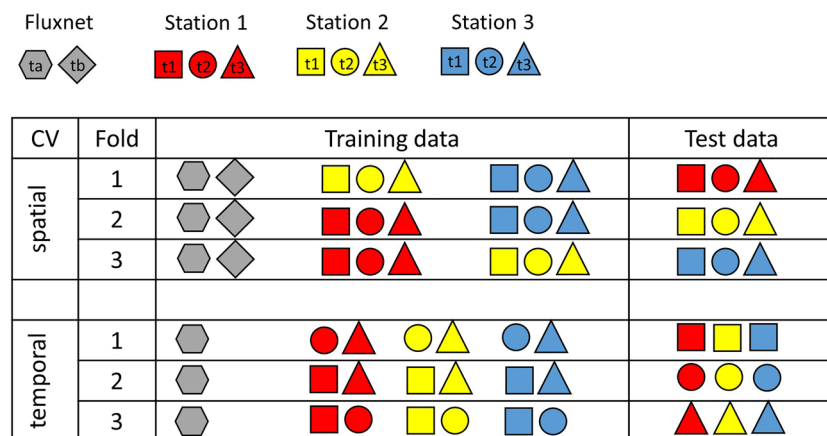 Fluxnet Station 1 Station 2 Station 3
ta tb t1 t2 t3 t1 t2 t3 t1 t2 t3
CV Fold Training data Test data
spatial
1
2
3
temporal
1
2
3